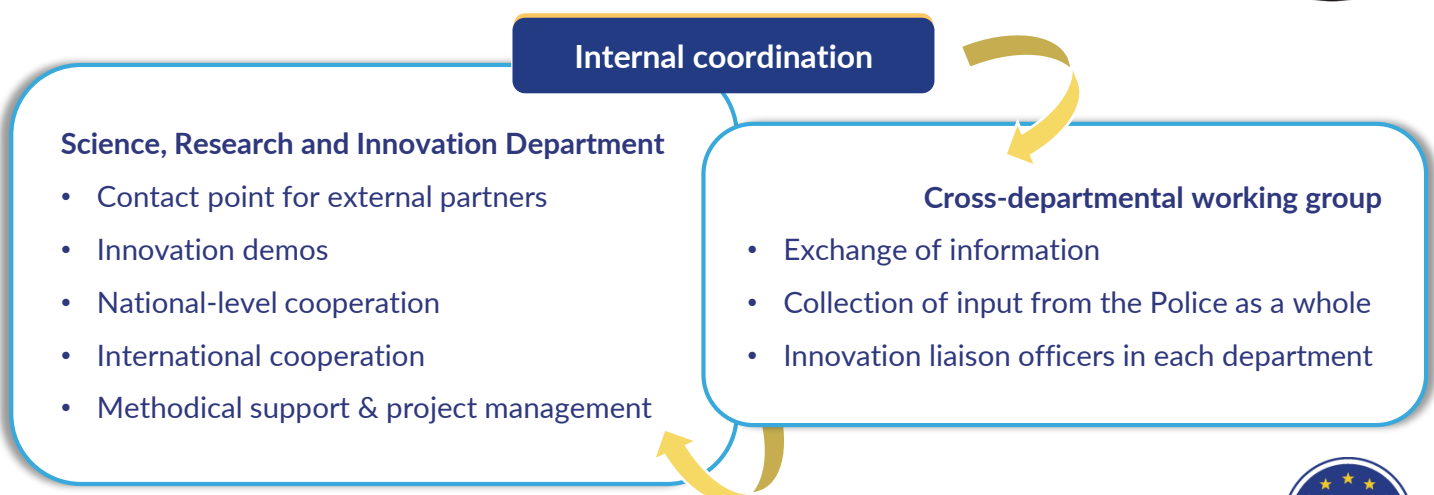 Internal coordination
Science, Research and Innovation Department
• Contact point for external partners
• Innovation demos
• National-level cooperation
• International cooperation
• Methodical support & project management
Cross-departmental working group
• Exchange of information
• Collection of input from the Police as a whole
• Innovation liaison officers in each department